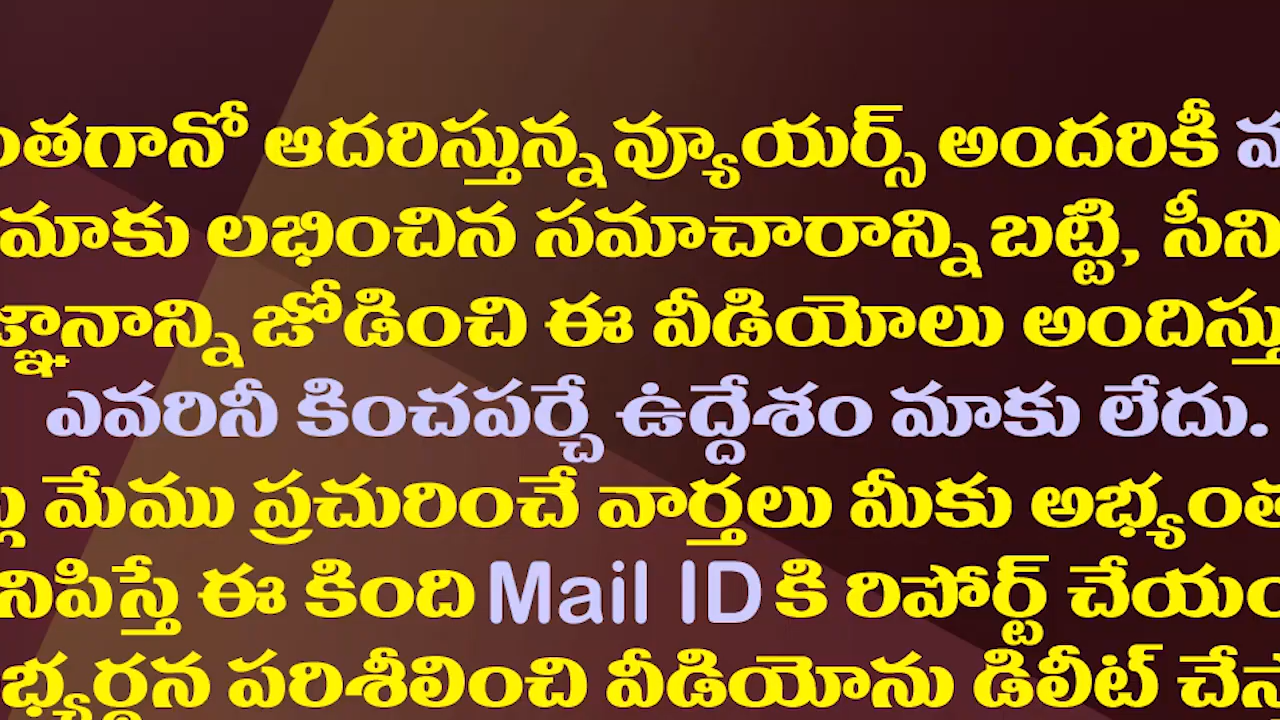 ఆదరిస్తున్న వ్యూయర్స్ అందరికీ
మాకు లభించిన సమాచారాన్ని బట్టి,
జోడించి ఈ వీడియోలు
ఎవరినీ కించపర్చే ఉద్దేశం మాకు లేదు.
మేము ప్రచురించే వార్తలు మీకు
ఈ కింది Mail ID కి రిపోర్ట్
పరిశీలించి వీడియోను డిలీట్